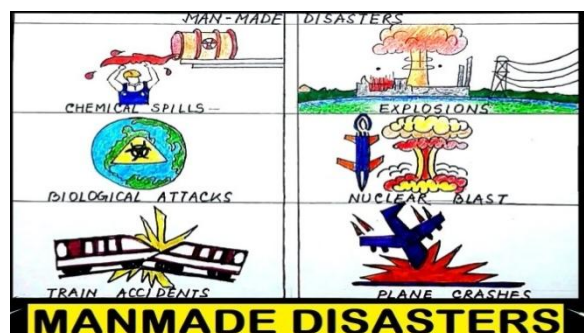 MAN-MADE DISASTERS
CHEMICAL SPILLS —
EXPLOSIONS
BIOLOGICAL ATTACKS
NUCLEAR BLAST
TRAIN ACCIDENTS
PLANE CRASHES
MANMADE DISASTERS